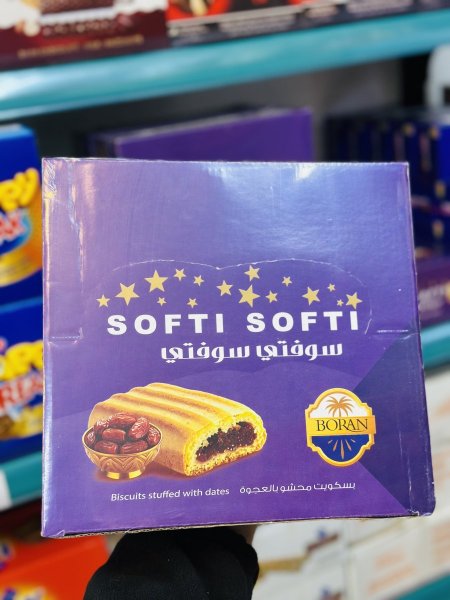 SOFTI SOFTI
سوفتي سوفتي
BORAN
Biscuits stuffed with dates بسكويت محشو بالعجوة